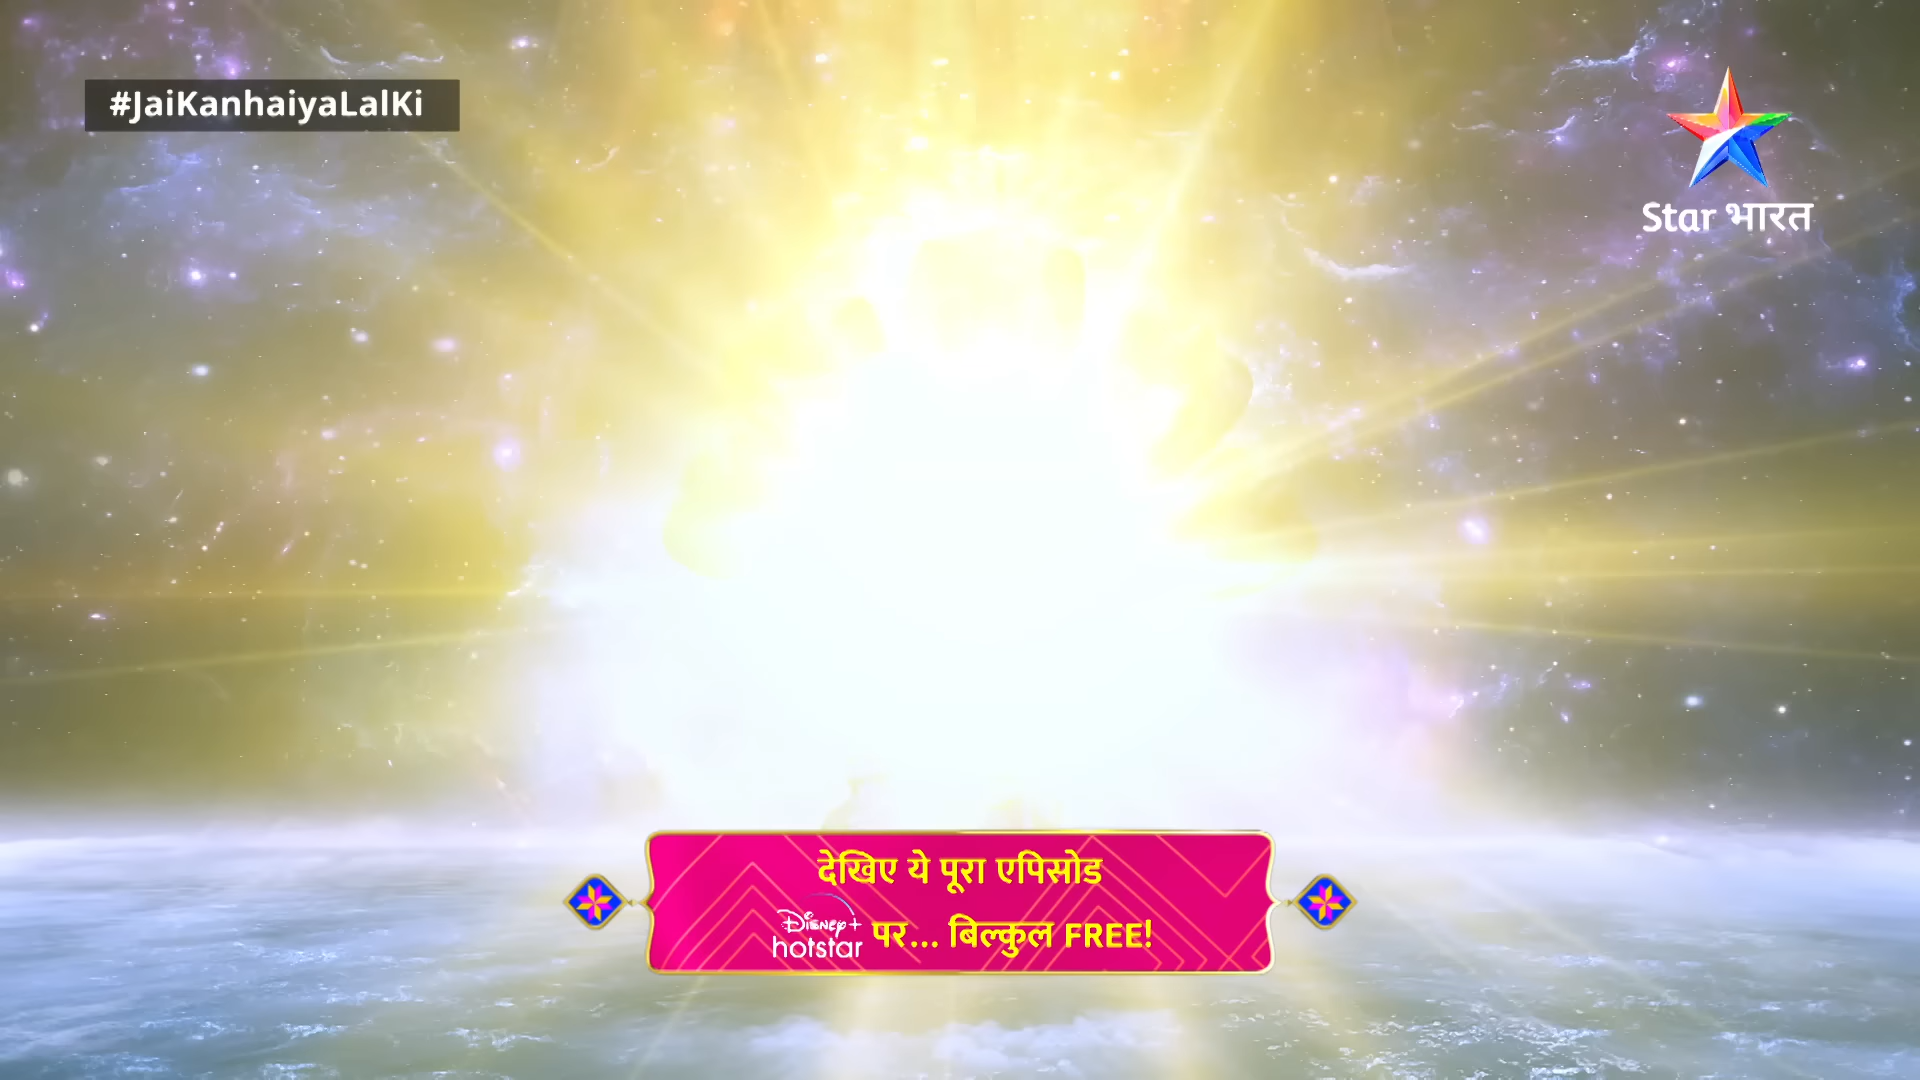 #JaiKanhaiyaLalKi
Star भारत
देखिए ये पूरा एपिसोड
Disney+ hotstar पर... बिल्कुल FREE!